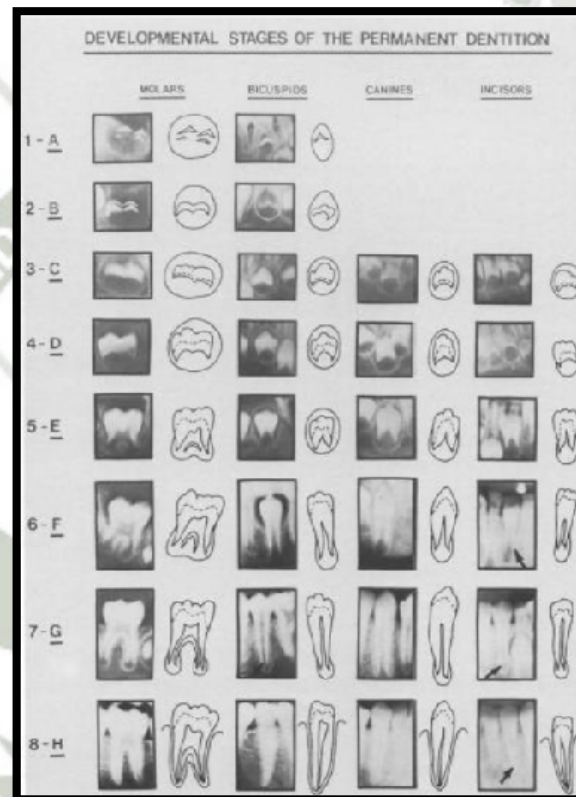 DEVELOPMENTAL STAGES OF THE PERMANENT DENTITION
MOLARS BICUSPIDS CANINES INCISORS
1 - A
2 - B
3 - C
4 - D
5 - E
6 - F
7 - G
8 - H